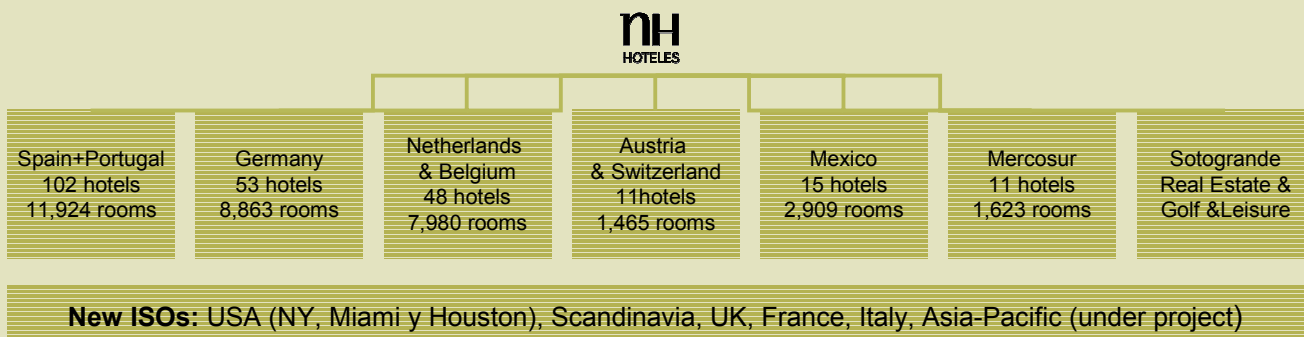 nH
HOTELES
Spain+Portugal
102 hotels
11,924 rooms
Germany
53 hotels
8,863 rooms
Netherlands
& Belgium
48 hotels
7,980 rooms
Austria
& Switzerland
11hotels
1,465 rooms
Mexico
15 hotels
2,909 rooms
Mercosur
11 hotels
1,623 rooms
Sotogrande
Real Estate &
Golf &Leisure
New ISOs: USA (NY, Miami y Houston), Scandinavia, UK, France, Italy, Asia-Pacific (under project)